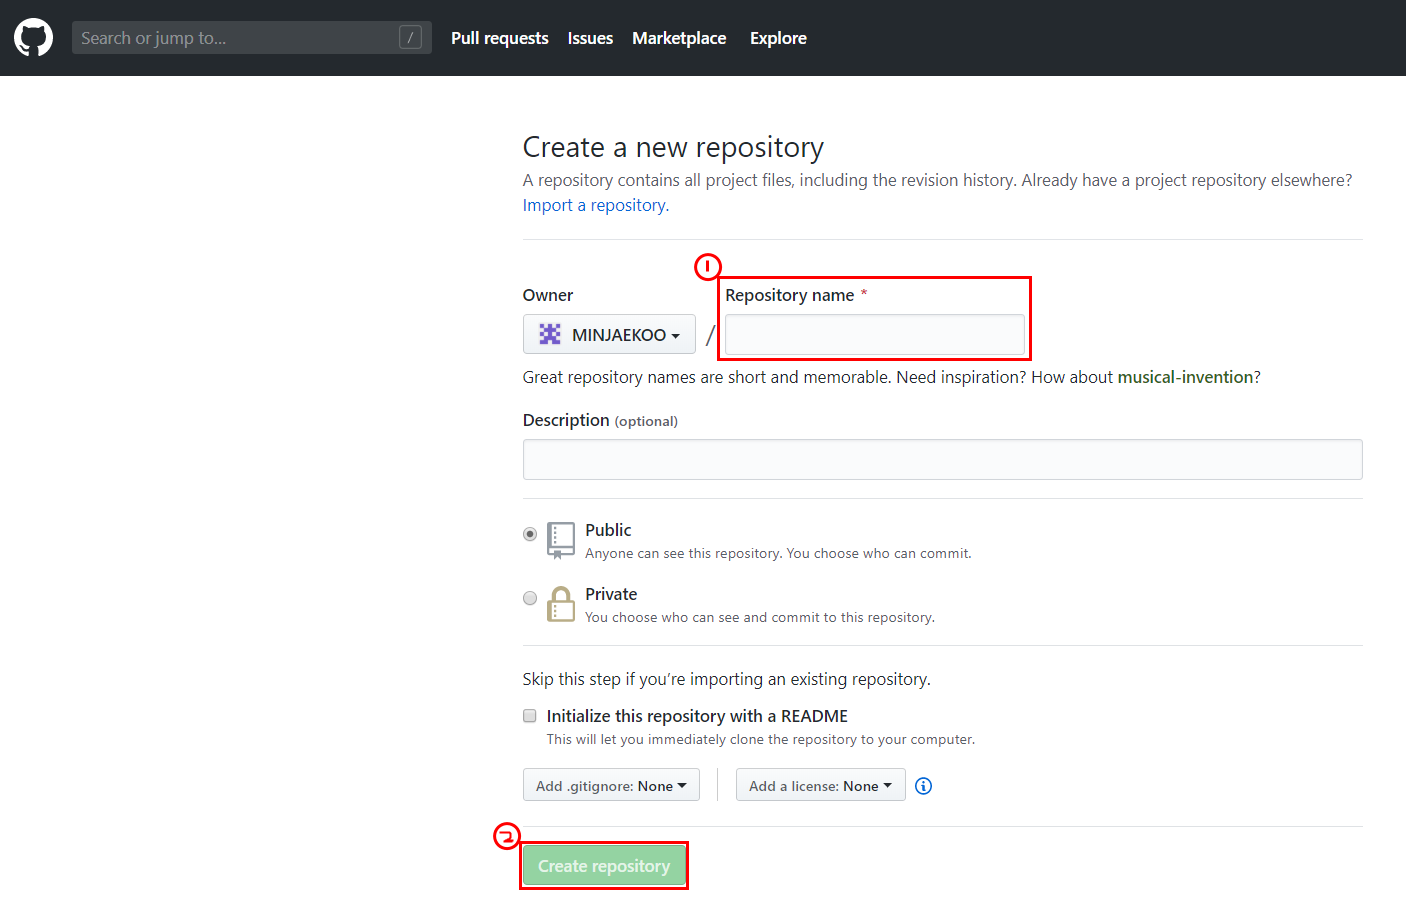 Search or jump to... /
Pull requests Issues Marketplace Explore
Create a new repository
A repository contains all project files, including the revision history. Already have a project repository elsewhere?
Import a repository.
1
Owner
Repository name *
MINJAEKOO
/
Great repository names are short and memorable. Need inspiration? How about musical-invention?
Description (optional)
Public
Anyone can see this repository. You choose who can commit.
Private
You choose who can see and commit to this repository.
Skip this step if you’re importing an existing repository.
Initialize this repository with a README
This will let you immediately clone the repository to your computer.
Add .gitignore: None
Add a license: None
2
Create repository